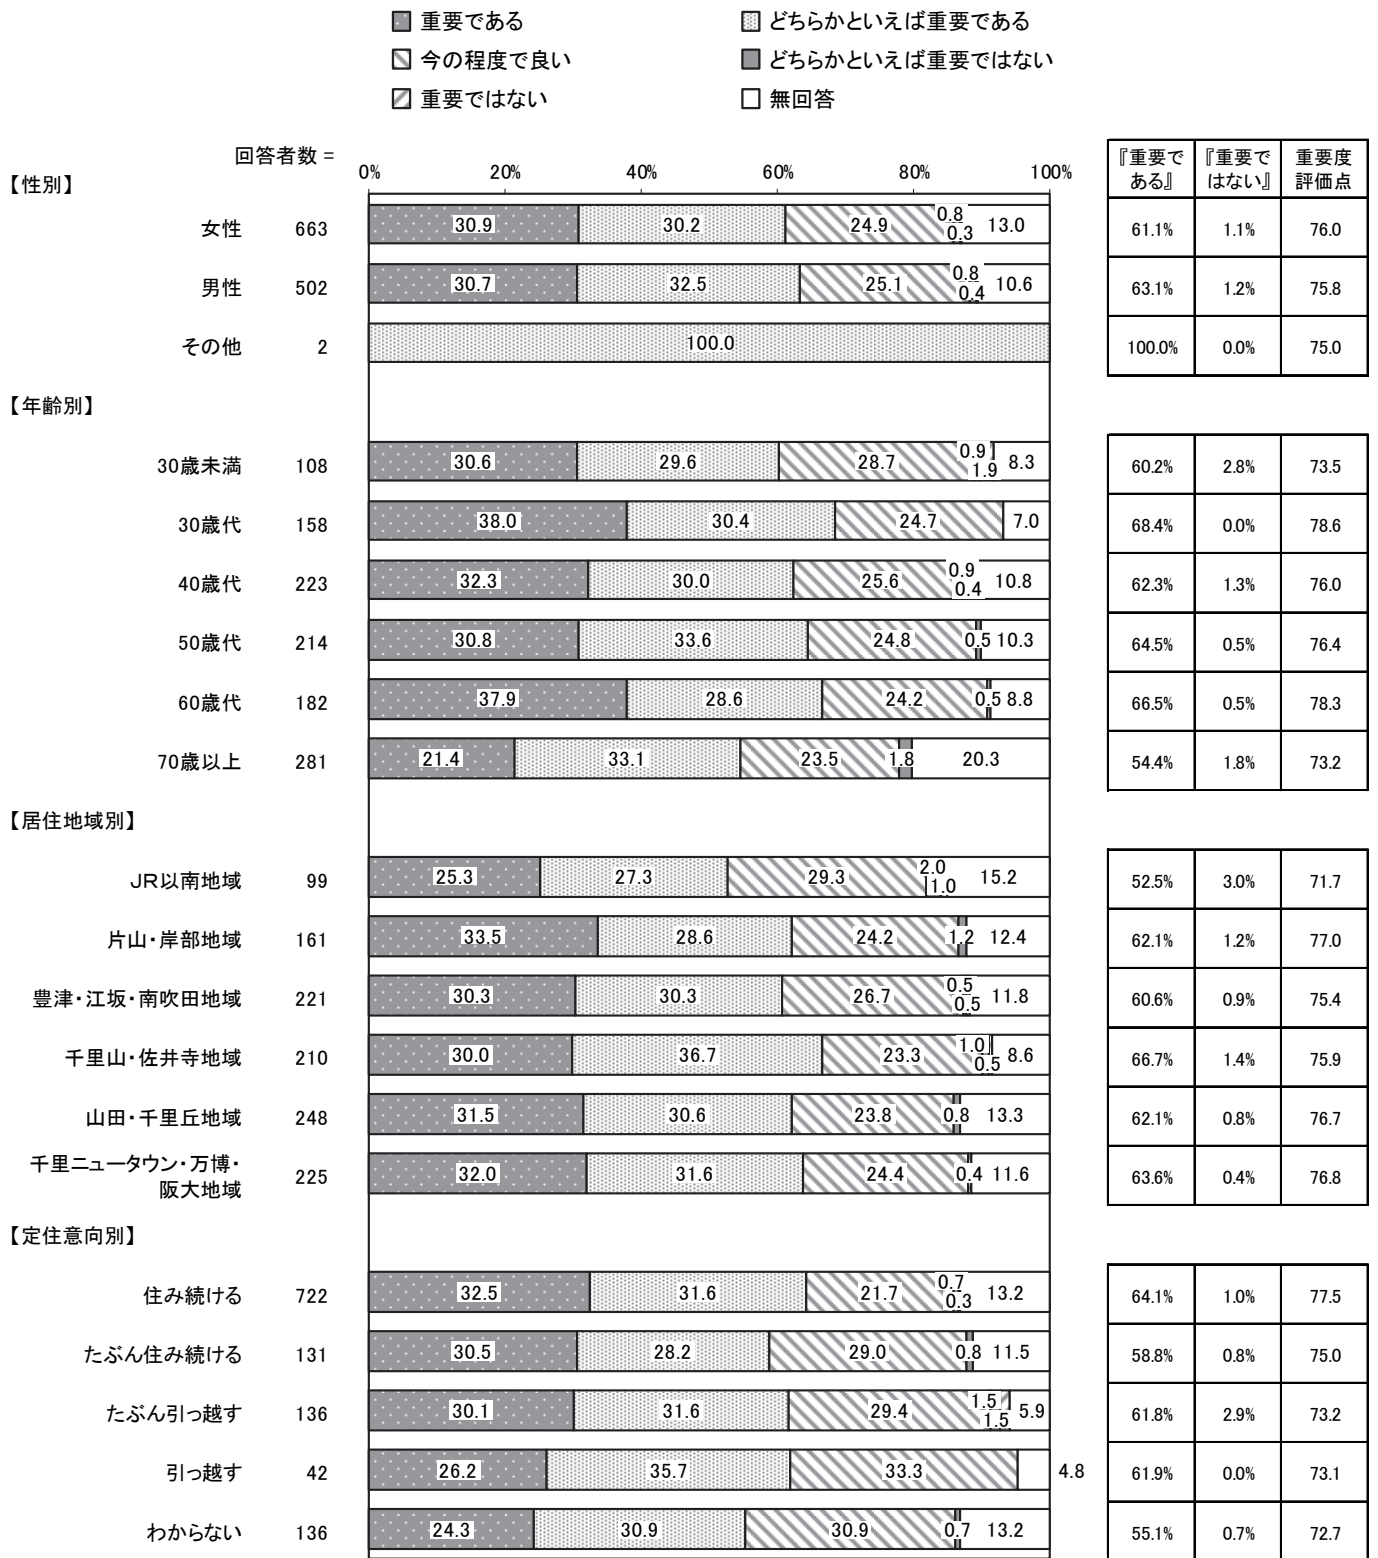 重要である どちらかといえば重要である
今の程度で良い どちらかといえば重要ではない
重要ではない 無回答
回答者数 =
0% 20% 40% 60% 80% 100%
『重要で 『重要で 重要度
ある』 はない』 評価点
【性別】
女性 663 30.9 30.2 24.9 0.8 0.3 13.0 61.1% 1.1% 76.0
男性 502 30.7 32.5 25.1 0.8 0.4 10.6 63.1% 1.2% 75.8
その他 2 100.0 100.0% 0.0% 75.0
【年齢別】
30歳未満 108 30.6 29.6 28.7 0.9 1.9 8.3 60.2% 2.8% 73.5
30歳代 158 38.0 30.4 24.7 7.0 68.4% 0.0% 78.6
40歳代 223 32.3 30.0 25.6 0.9 0.4 10.8 62.3% 1.3% 76.0
50歳代 214 30.8 33.6 24.8 0.5 10.3 64.5% 0.5% 76.4
60歳代 182 37.9 28.6 24.2 0.5 8.8 66.5% 0.5% 78.3
70歳以上 281 21.4 33.1 23.5 1.8 20.3 54.4% 1.8% 73.2
【居住地域別】
JR以南地域 99 25.3 27.3 29.3 2.0 1.0 15.2 52.5% 3.0% 71.7
片山・岸部地域 161 33.5 28.6 24.2 1.2 12.4 62.1% 1.2% 77.0
豊津・江坂・南吹田地域 221 30.3 30.3 26.7 0.5 0.5 11.8 60.6% 0.9% 75.4
千里山・佐井寺地域 210 30.0 36.7 23.3 1.0 0.5 8.6 66.7% 1.4% 75.9
山田・千里丘地域 248 31.5 30.6 23.8 0.8 13.3 62.1% 0.8% 76.7
千里ニュータウン・万博・
阪大地域 225 32.0 31.6 24.4 0.4 11.6 63.6% 0.4% 76.8
【定住意向別】
住み続ける 722 32.5 31.6 21.7 0.7 0.3 13.2 64.1% 1.0% 77.5
たぶん住み続ける 131 30.5 28.2 29.0 0.8 11.5 58.8% 0.8% 75.0
たぶん引っ越す 136 30.1 31.6 29.4 1.5 1.5 5.9 61.8% 2.9% 73.2
引っ越す 42 26.2 35.7 33.3 4.8 61.9% 0.0% 73.1
わからない 136 24.3 30.9 30.9 0.7 13.2 55.1% 0.7% 72.7